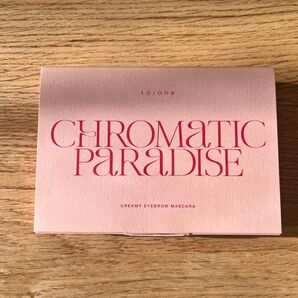 to/one
CHROMATIC
PARADISE
CREAMY EYEBROW MASCARA